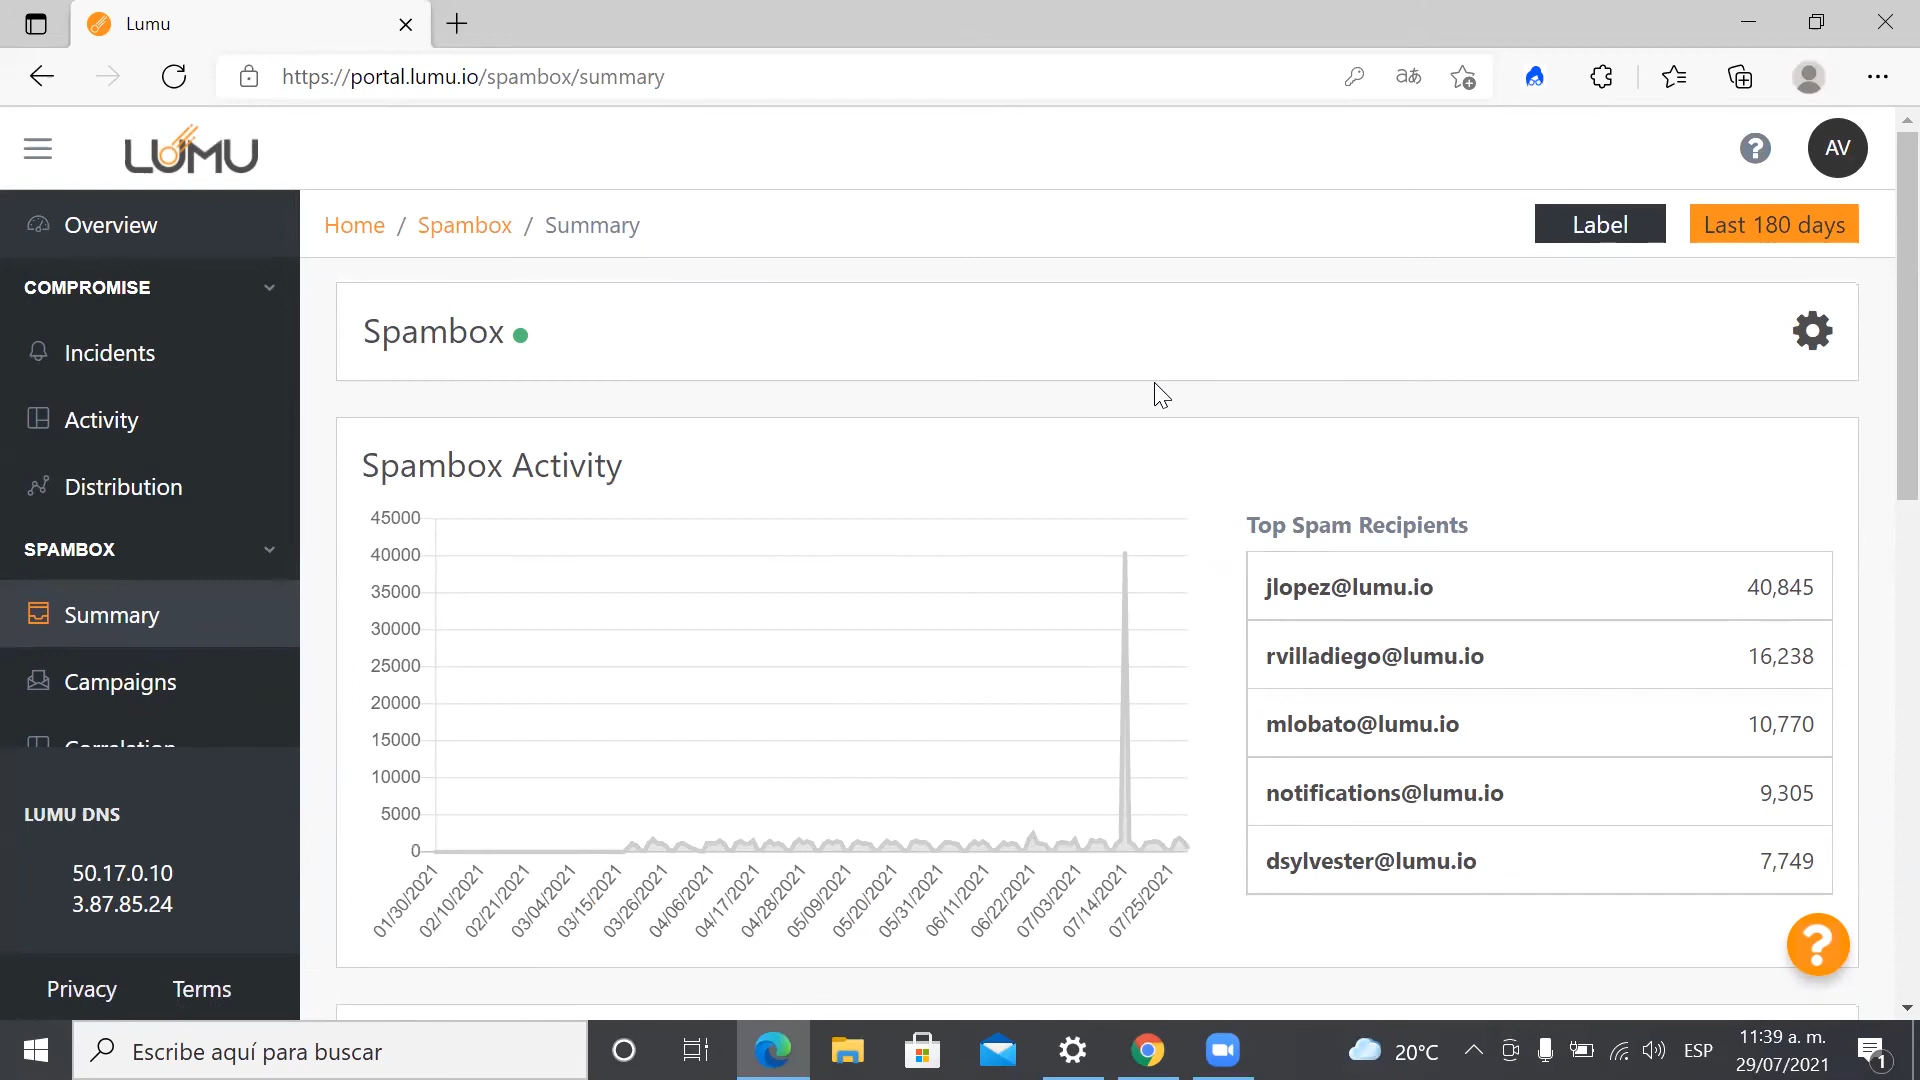 Lumu
https://portal.lumu.io/spambox/summary
LUMU
AV
Overview
Home / Spambox / Summary
Label
Last 180 days
COMPROMISE
Incidents
Activity
Distribution
SPAMBOX
Summary
Campaigns
Correlation
LUMU DNS
50.17.0.10
3.87.85.24
Privacy
Terms
Spambox
Spambox Activity
45000
40000
35000
30000
25000
20000
15000
10000
5000
0
01/30/2021
02/10/2021
02/21/2021
03/04/2021
03/15/2021
03/26/2021
04/06/2021
04/17/2021
04/28/2021
05/09/2021
05/20/2021
05/31/2021
06/11/2021
06/22/2021
07/03/2021
07/14/2021
07/25/2021
Top Spam Recipients
jlopez@lumu.io 40,845
rvilladiego@lumu.io 16,238
mlobato@lumu.io 10,770
notifications@lumu.io 9,305
dsylvester@lumu.io 7,749
Escribe aquí para buscar
20°C
ESP
11:39 a. m.
29/07/2021
1